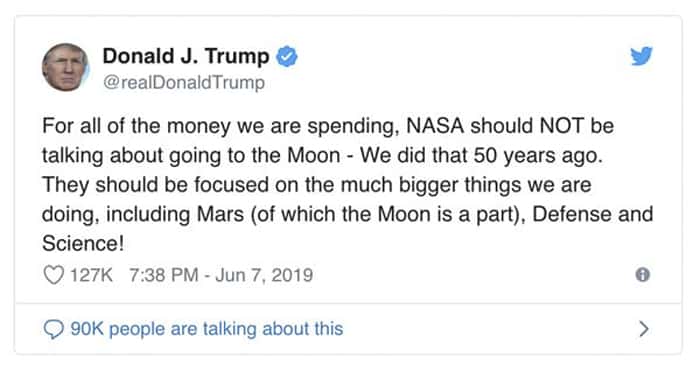 Donald J. Trump
@realDonaldTrump
For all of the money we are spending, NASA should NOT be
talking about going to the Moon - We did that 50 years ago.
They should be focused on the much bigger things we are
doing, including Mars (of which the Moon is a part), Defense and
Science!
127K 7:38 PM - Jun 7, 2019
90K people are talking about this